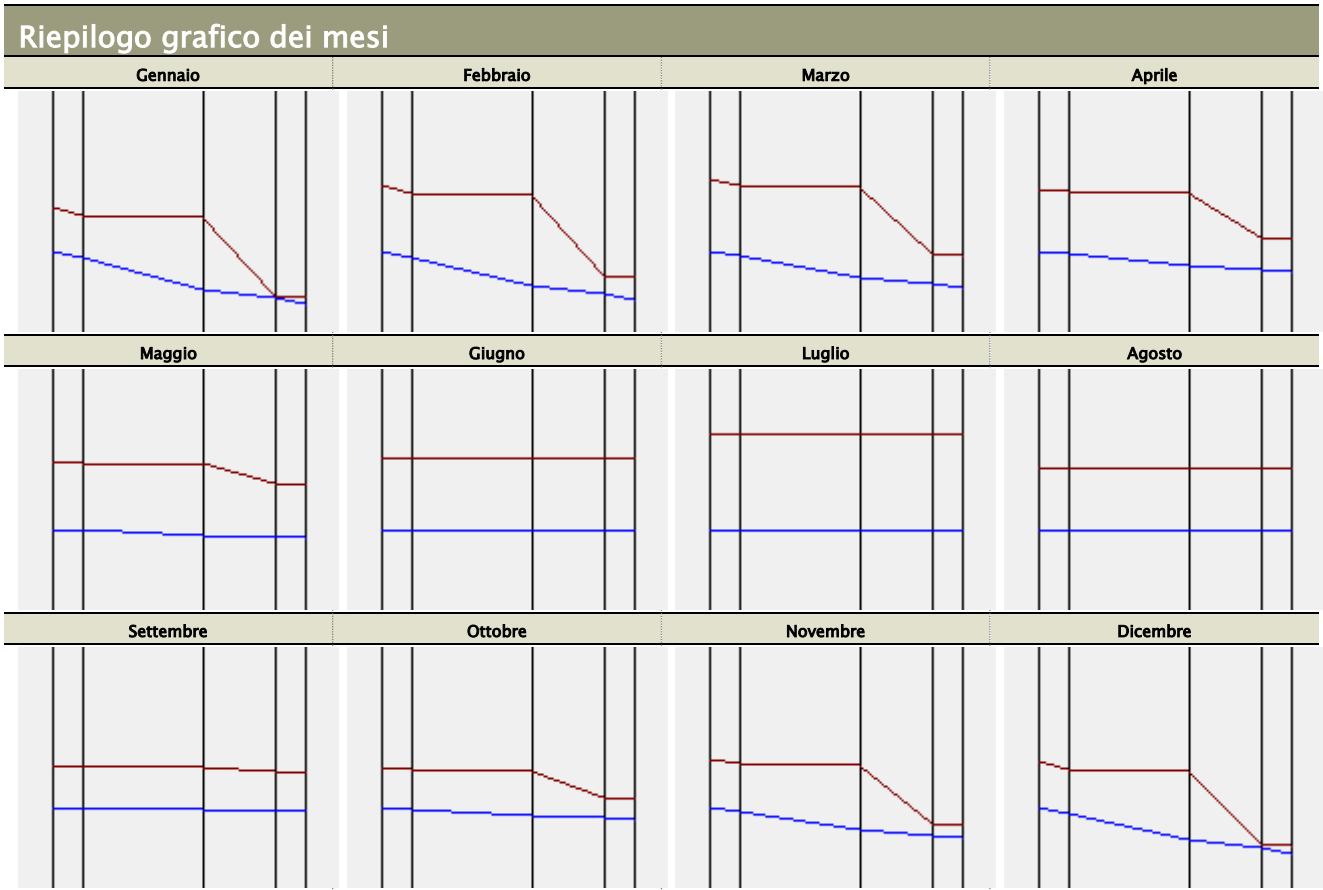 Riepilogo grafico dei mesi
Gennaio Febbraio Marzo Aprile
Maggio Giugno Luglio Agosto
Settembre Ottobre Novembre Dicembre